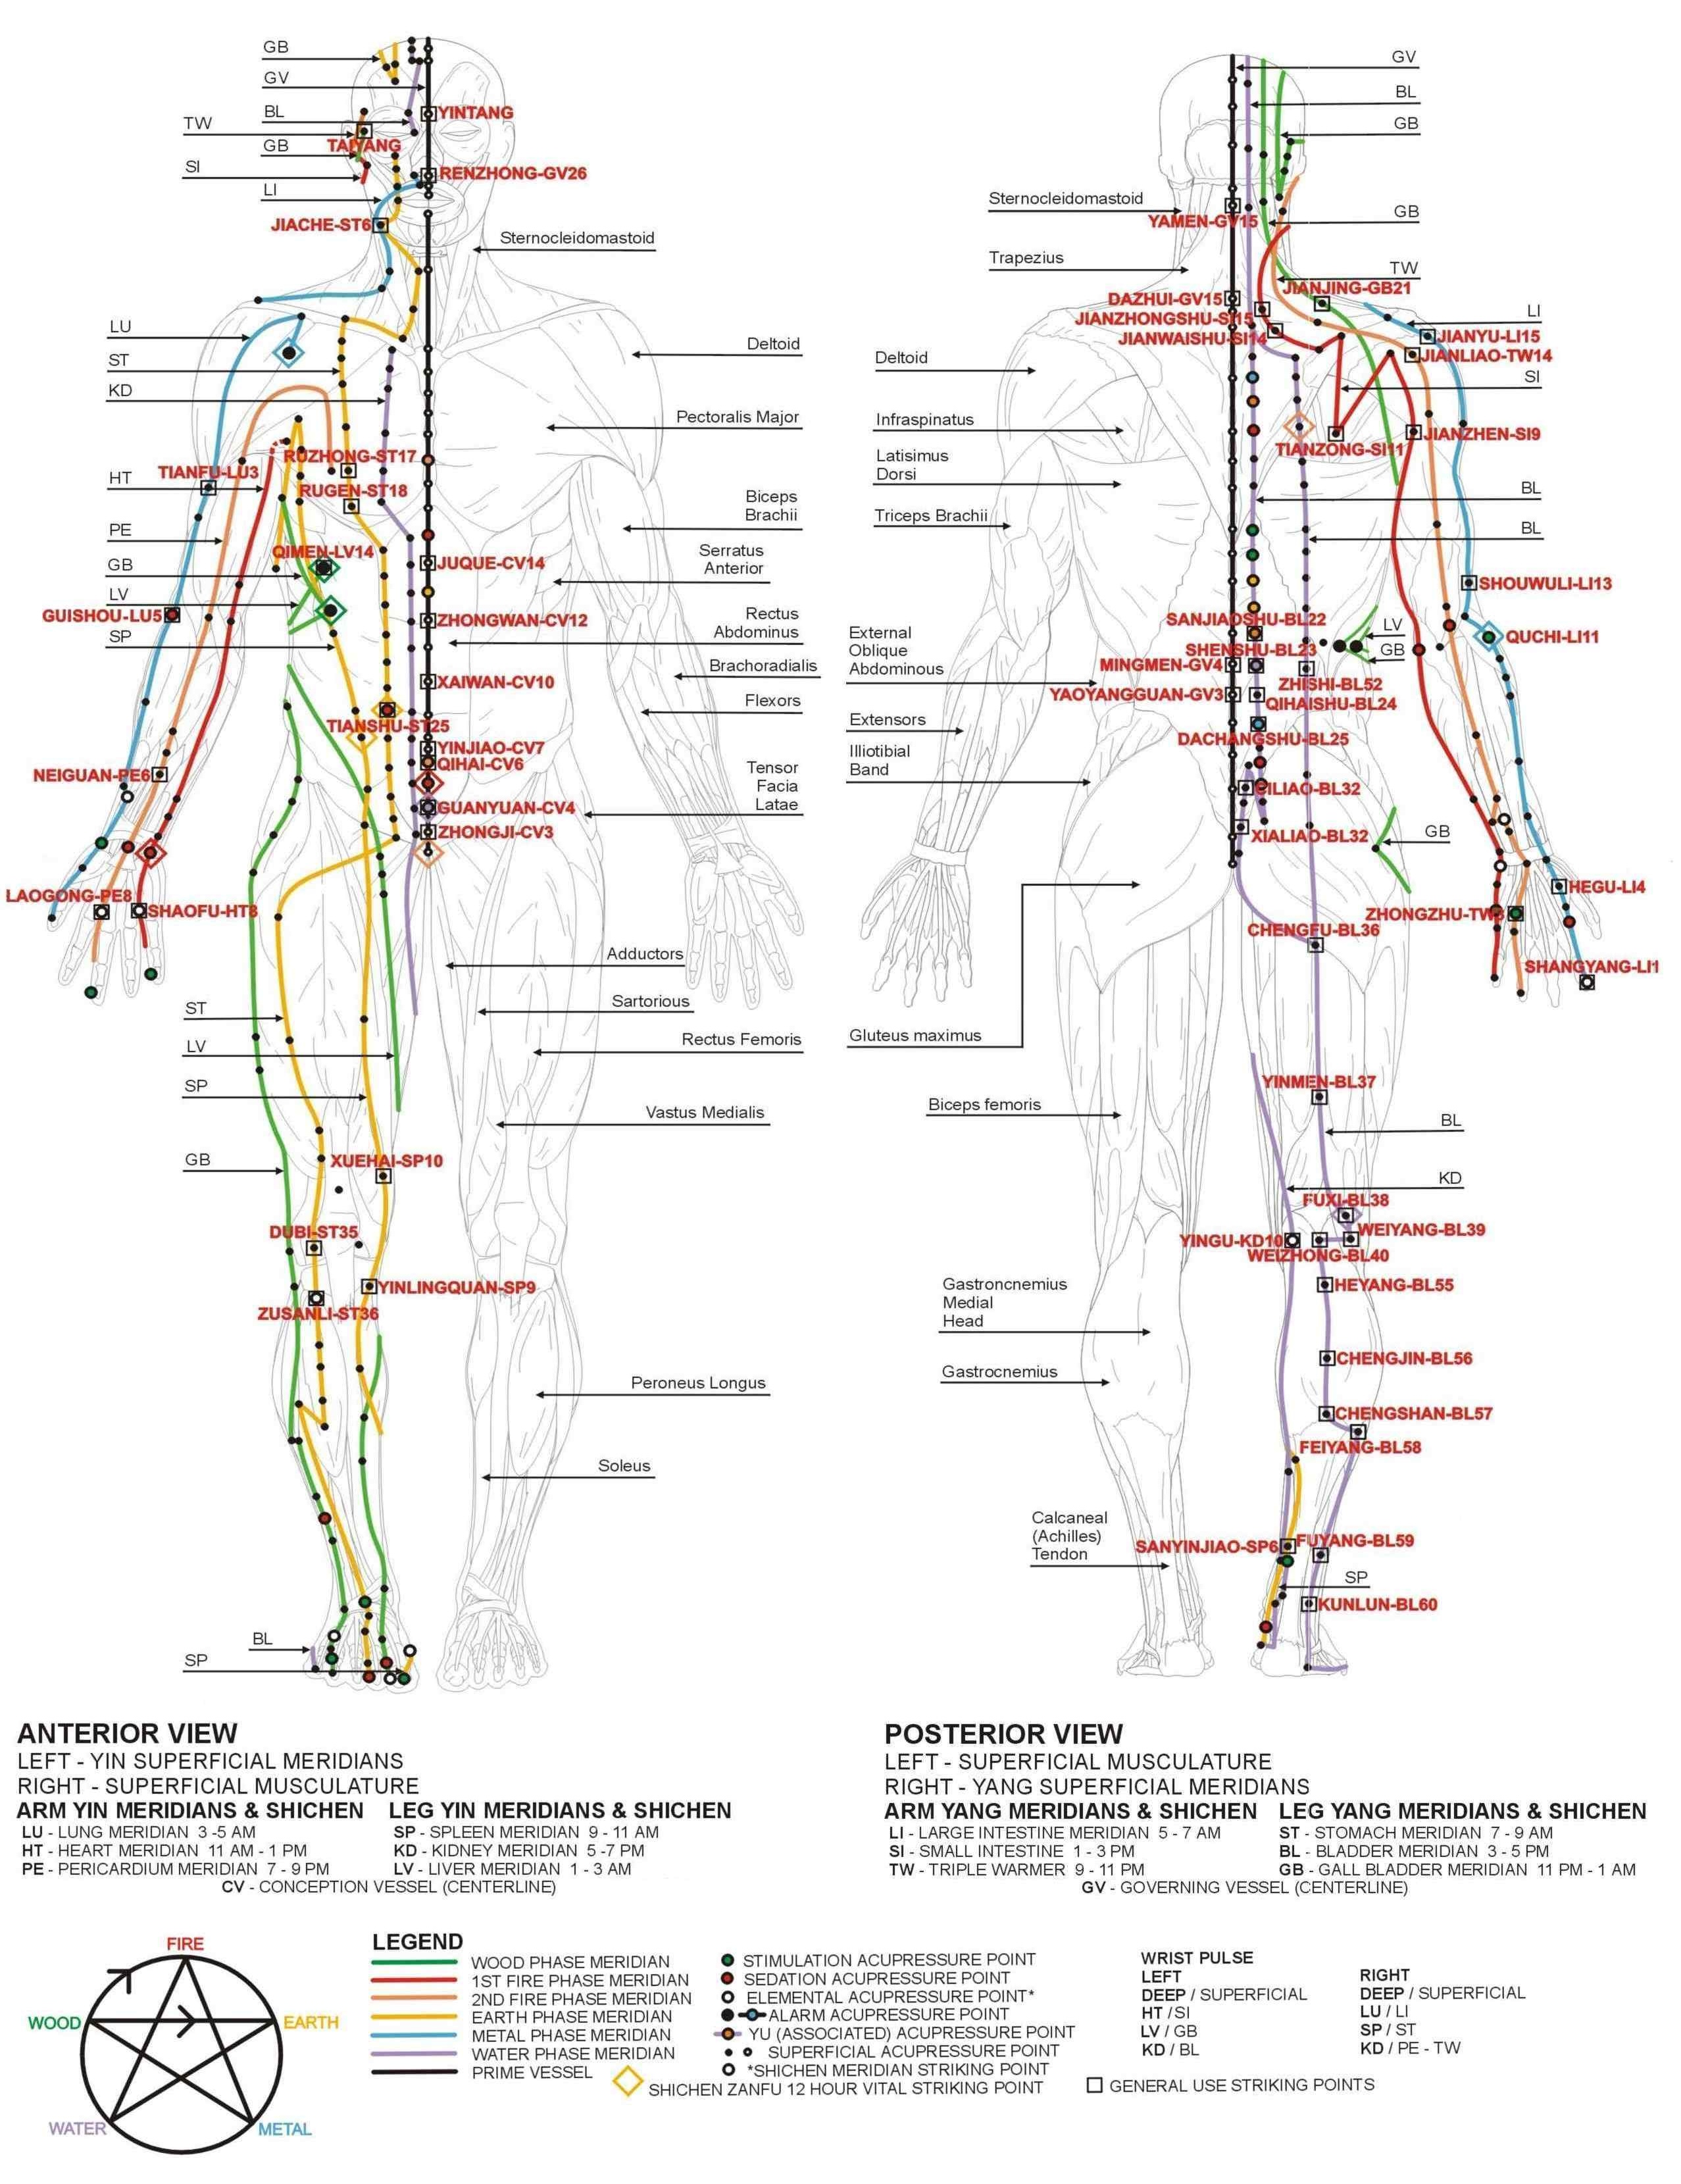 GB
GV
BL
TW
GB
SI
LI
YINTANG
TAIYANG
RENZHONG-GV26
JIACHE-ST6
Sternocleidomastoid
LU
ST
KD
Deltoid
Pectoralis Major
RUZHONG-ST17
TIANFU-LU3
HT
RUGEN-ST18
Biceps
Brachii
PE
QIMEN-LV14
GB
JUQUE-CV14
Serratus
Anterior
LV
GUISHOU-LU5
ZHONGWAN-CV12
Rectus
Abdominus
SP
Brachoradialis
XAIWAN-CV10
Flexors
TIANSHU-ST25
YINJIAO-CV7
QIHAI-CV6
NEIGUAN-PE6
Tensor
Facia
Latae
GUANYUAN-CV4
ZHONGJI-CV3
LAOGONG-PE8
SHAOFU-HT8
Adductors
ST
Sartorious
LV
Rectus Femoris
SP
Vastus Medialis
GB
XUEHAI-SP10
DUBI-ST35
YINLINGQUAN-SP9
ZUSANLI-ST36
Peroneus Longus
Soleus
BL
SP
GV
BL
GB
Sternocleidomastoid
YAMEN-GV15
GB
Trapezius
TW
JIANJING-GB21
DAZHUI-GV15
JIANZHONGSHU-SI15
LI
JIANWAISHU-SI14
JIANYU-LI15
JIANLIAO-TW14
Deltoid
SI
Infraspinatus
JIANZHEN-SI9
TIANZONG-SI11
Latisimus
Dorsi
BL
Triceps Brachii
BL
SHOUWULI-LI13
SANJIAOSHU-BL22
LV
QUCHI-LI11
External
Oblique
Abdominous
SHENSHU-BL23
GB
MINGMEN-GV4
ZHISHI-BL52
YAOYANGGUAN-GV3
QIHAISHU-BL24
Extensors
DACHANGSHU-BL25
Illiotibial
Band
CILIAO-BL32
XIALIAO-BL32
GB
HEGU-LI4
ZHONGZHU-TW3
CHENGFU-BL36
SHANGYANG-LI1
Gluteus maximus
YINMEN-BL37
Biceps femoris
BL
KD
FUXI-BL38
WEIYANG-BL39
YINGU-KD10
WEIZHONG-BL40
Gastroncnemius
Medial
Head
HEYANG-BL55
CHENGJIN-BL56
Gastrocnemius
CHENGSHAN-BL57
FEIYANG-BL58
Calcaneal
(Achilles)
Tendon
SANYINJIAO-SP6
FUYANG-BL59
SP
KUNLUN-BL60
ANTERIOR VIEW
LEFT - YIN SUPERFICIAL MERIDIANS
RIGHT - SUPERFICIAL MUSCULATURE
ARM YIN MERIDIANS & SHICHEN
LU - LUNG MERIDIAN 3 -5 AM
HT - HEART MERIDIAN 11 AM - 1 PM
PE - PERICARDIUM MERIDIAN 7 - 9 PM
LEG YIN MERIDIANS & SHICHEN
SP - SPLEEN MERIDIAN 9 - 11 AM
KD - KIDNEY MERIDIAN 5 -7 PM
LV - LIVER MERIDIAN 1 - 3 AM
CV - CONCEPTION VESSEL (CENTERLINE)
POSTERIOR VIEW
LEFT - SUPERFICIAL MUSCULATURE
RIGHT - YANG SUPERFICIAL MERIDIANS
ARM YANG MERIDIANS & SHICHEN
LI - LARGE INTESTINE MERIDIAN 5 - 7 AM
SI - SMALL INTESTINE 1 - 3 PM
TW - TRIPLE WARMER 9 - 11 PM
LEG YANG MERIDIANS & SHICHEN
ST - STOMACH MERIDIAN 7 - 9 AM
BL - BLADDER MERIDIAN 3 - 5 PM
GB - GALL BLADDER MERIDIAN 11 PM - 1 AM
GV - GOVERNING VESSEL (CENTERLINE)
FIRE
WOOD
EARTH
WATER
METAL
LEGEND
WOOD PHASE MERIDIAN
1ST FIRE PHASE MERIDIAN
2ND FIRE PHASE MERIDIAN
EARTH PHASE MERIDIAN
METAL PHASE MERIDIAN
WATER PHASE MERIDIAN
PRIME VESSEL
STIMULATION ACUPRESSURE POINT
SEDATION ACUPRESSURE POINT
ELEMENTAL ACUPRESSURE POINT*
ALARM ACUPRESSURE POINT
YU (ASSOCIATED) ACUPRESSURE POINT
SUPERFICIAL ACUPRESSURE POINT
*SHICHEN MERIDIAN STRIKING POINT
SHICHEN ZANFU 12 HOUR VITAL STRIKING POINT
GENERAL USE STRIKING POINTS
WRIST PULSE
LEFT
DEEP / SUPERFICIAL
HT /SI
LV / GB
KD / BL
RIGHT
DEEP / SUPERFICIAL
LU / LI
SP / ST
KD / PE - TW